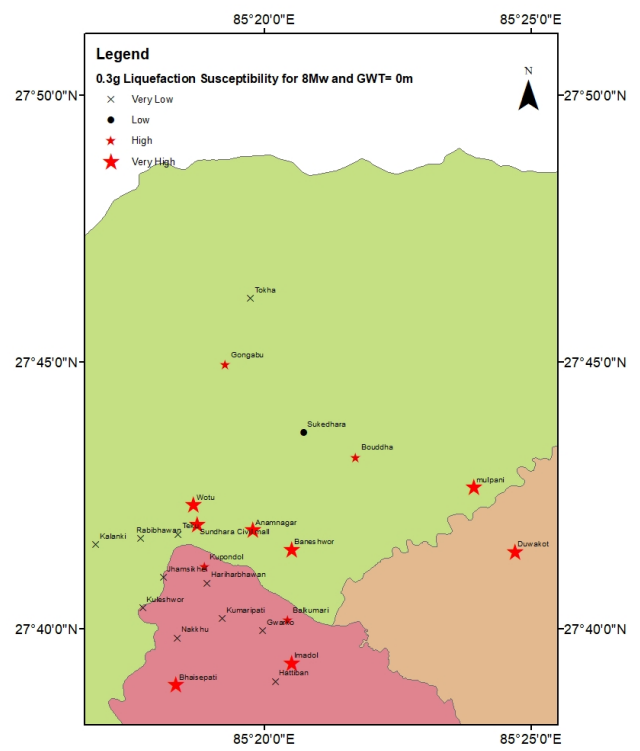 85°20'0"E
85°25'0"E
Legend
0.3g Liquefaction Susceptibility for 8Mw and GWT= 0m
Very Low
Low
High
Very High
N
27°50'0"N
27°50'0"N
Tokha
27°45'0"N
Gongabu
27°45'0"N
Sukedhara
Bouddha
mulpani
Wotu
Anamnagar
Sundhara Civil mall
Rabibhawan
Kalanki
Baneshwor
Duwakot
Kupondol
Jhamsikhel
Hariharbhawan
Kuleshwor
Kumaripati
Balkumari
Gwarko
27°40'0"N
Nakkhu
27°40'0"N
Imadol
Hattiban
Bhaisepati
85°20'0"E
85°25'0"E